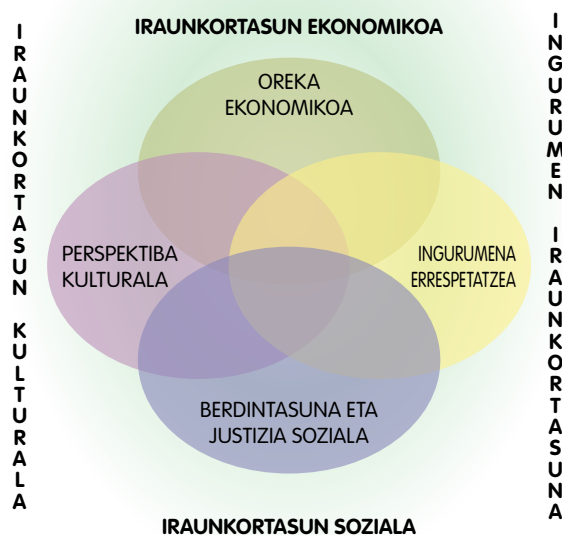 IRAUNKORTASUN EKONOMIKOA
OREKA
EKONOMIKOA
IRAUNKORTASUN KULTURALA
PERSPEKTIBA
KULTURALA
INGURUMENA
ERRESPETATZEA
INGURUMEN IRAUNKORTASUNA
BERDINTASUNA ETA
JUSTIZIA SOZIALA
IRAUNKORTASUN SOZIALA